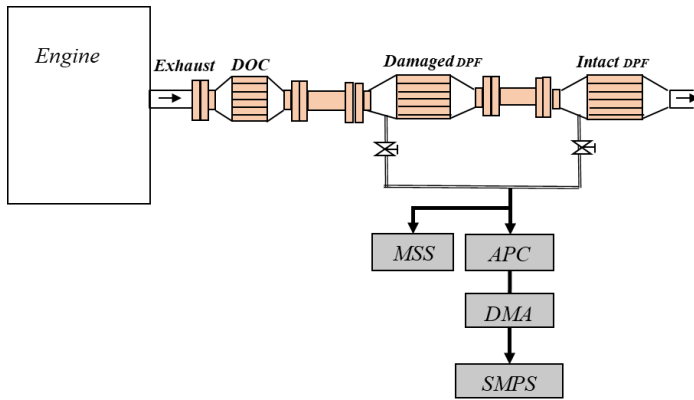 Engine
Exhaust
DOC
Damaged DPF
Intact DPF
MSS
APC
DMA
SMPS